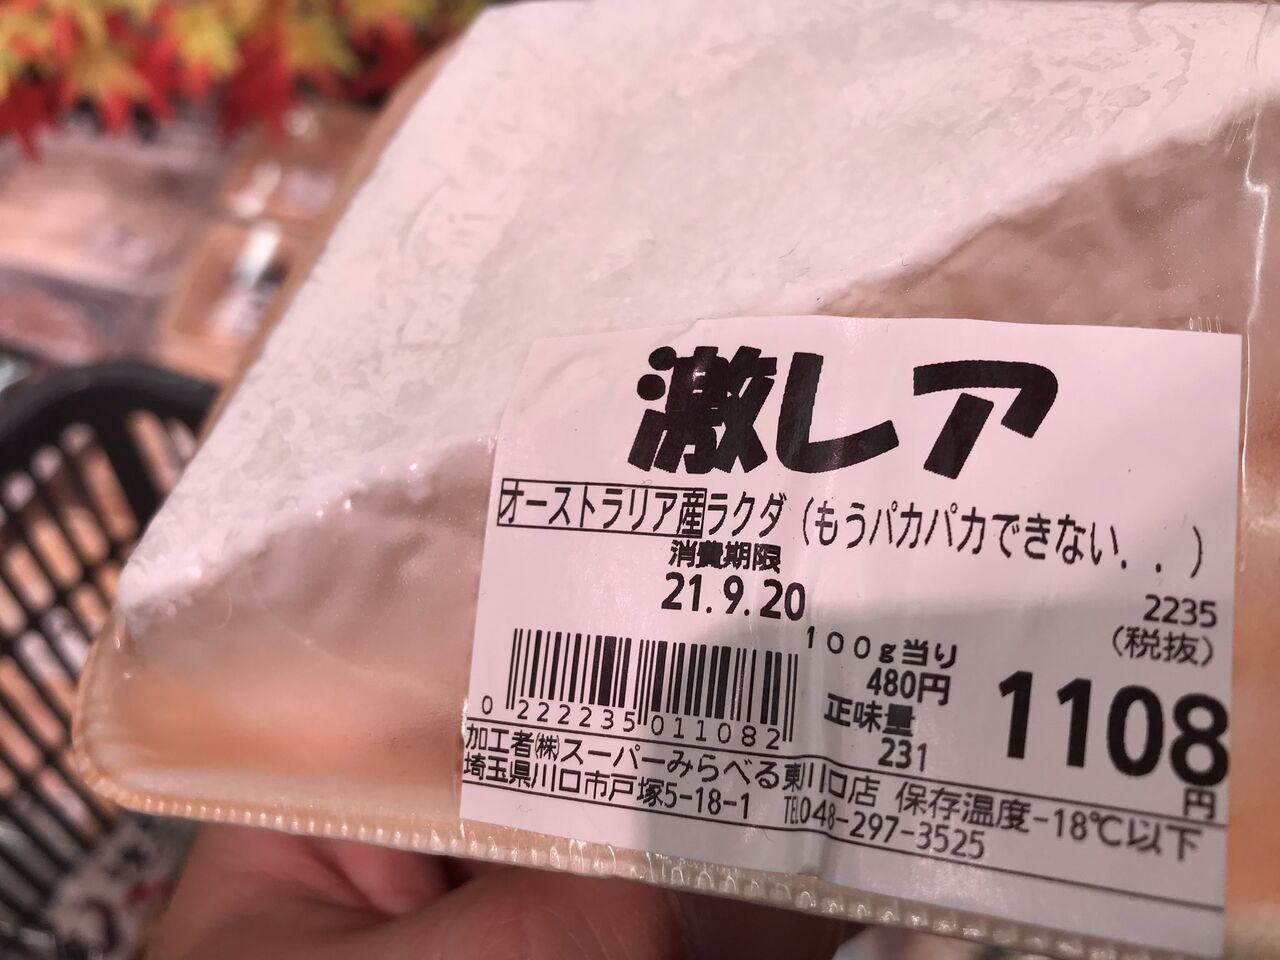 激レア
オーストラリア産ラクダ（もうパカパカできない．．）
消費期限
21.9.20
2235
(税抜)
100g当り
480円
正味量
231
1108円
0 222235 011082
加工者㈱スーパーみらべる東川口店 保存温度-18℃以下
埼玉県川口市戸塚5-18-1 ℡048-297-3525